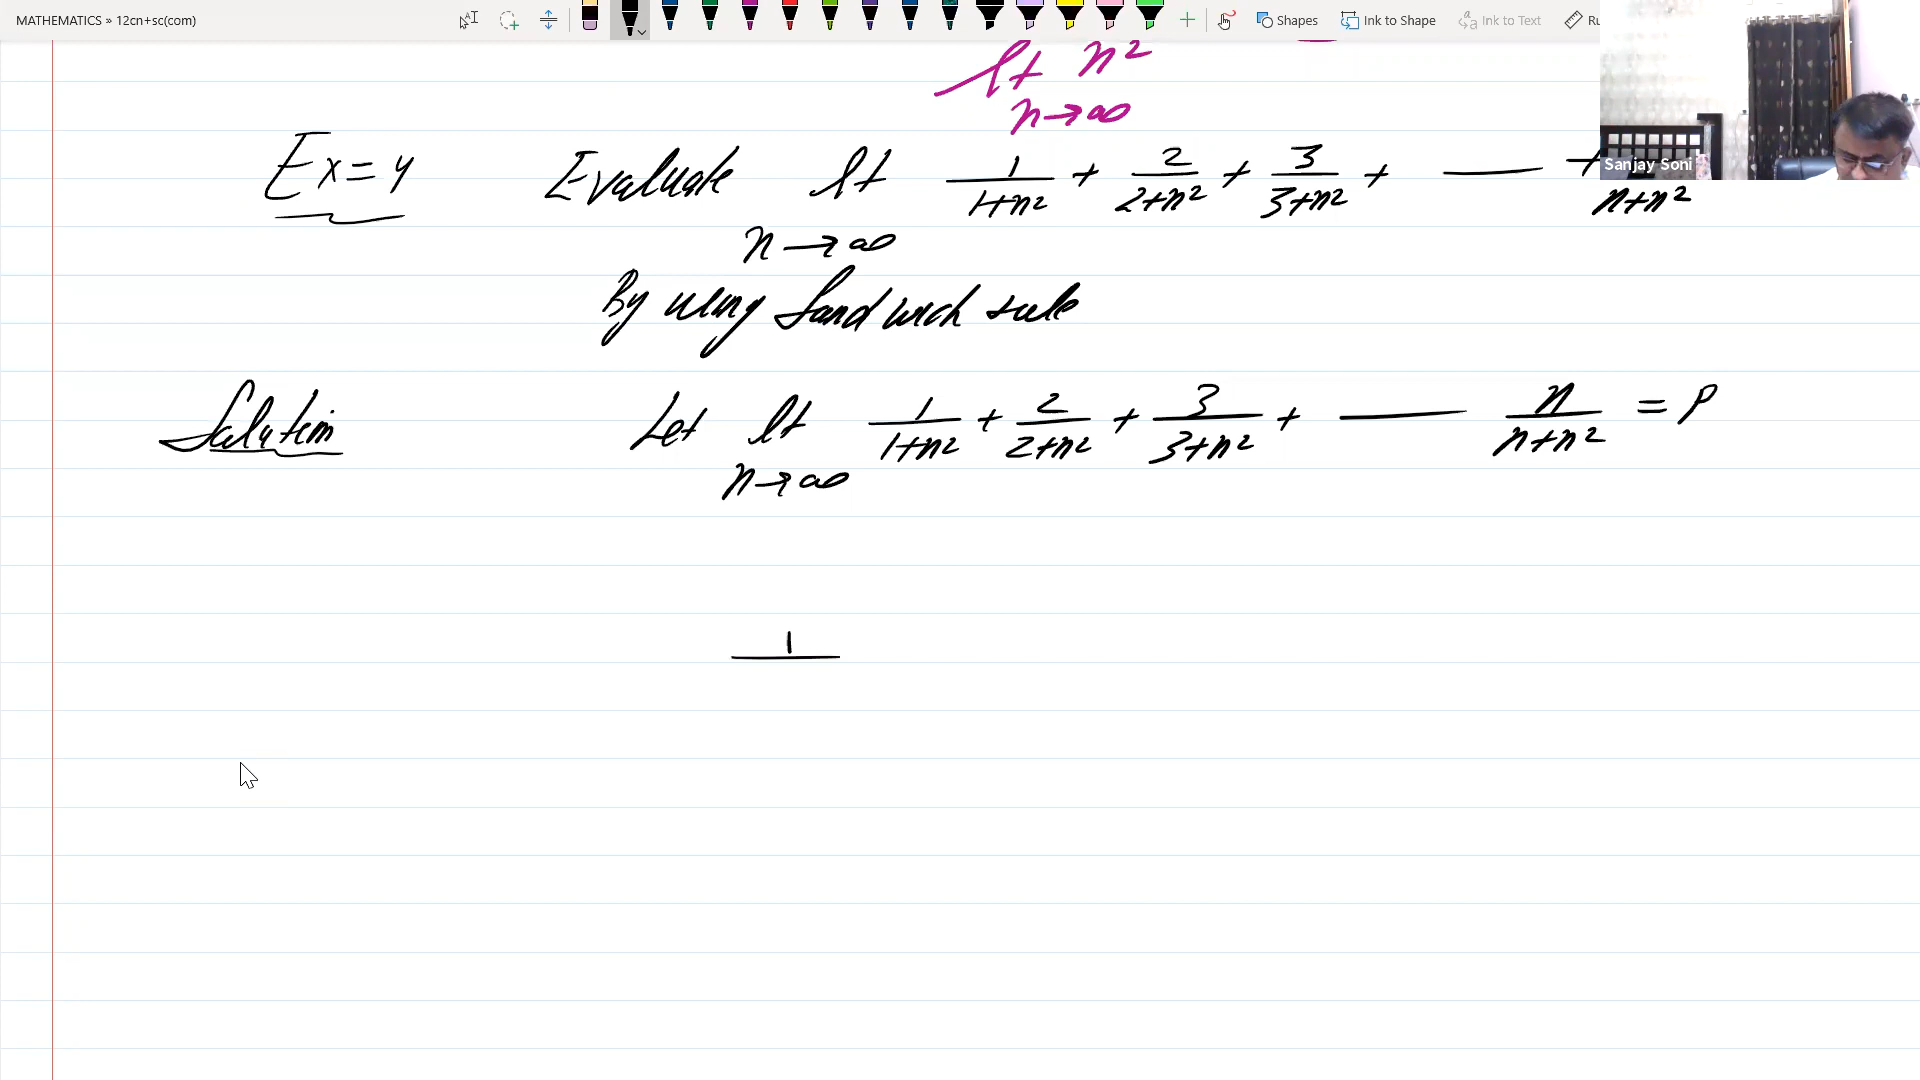 MATHEMATICS » 12cn+sc(com)
Shapes Ink to Shape Ink to Text Ru
lt n²
n→∞
Ex=4 Evaluate lt 1/(1+n²) + 2/(2+n²) + 3/(3+n²) + — + /(n+n²)
Sanjay Soni
n→∞
By using Sandwich rule
Solution Let lt 1/(1+n²) + 2/(2+n²) + 3/(3+n²) + — n/(n+n²) = P
n→∞
1